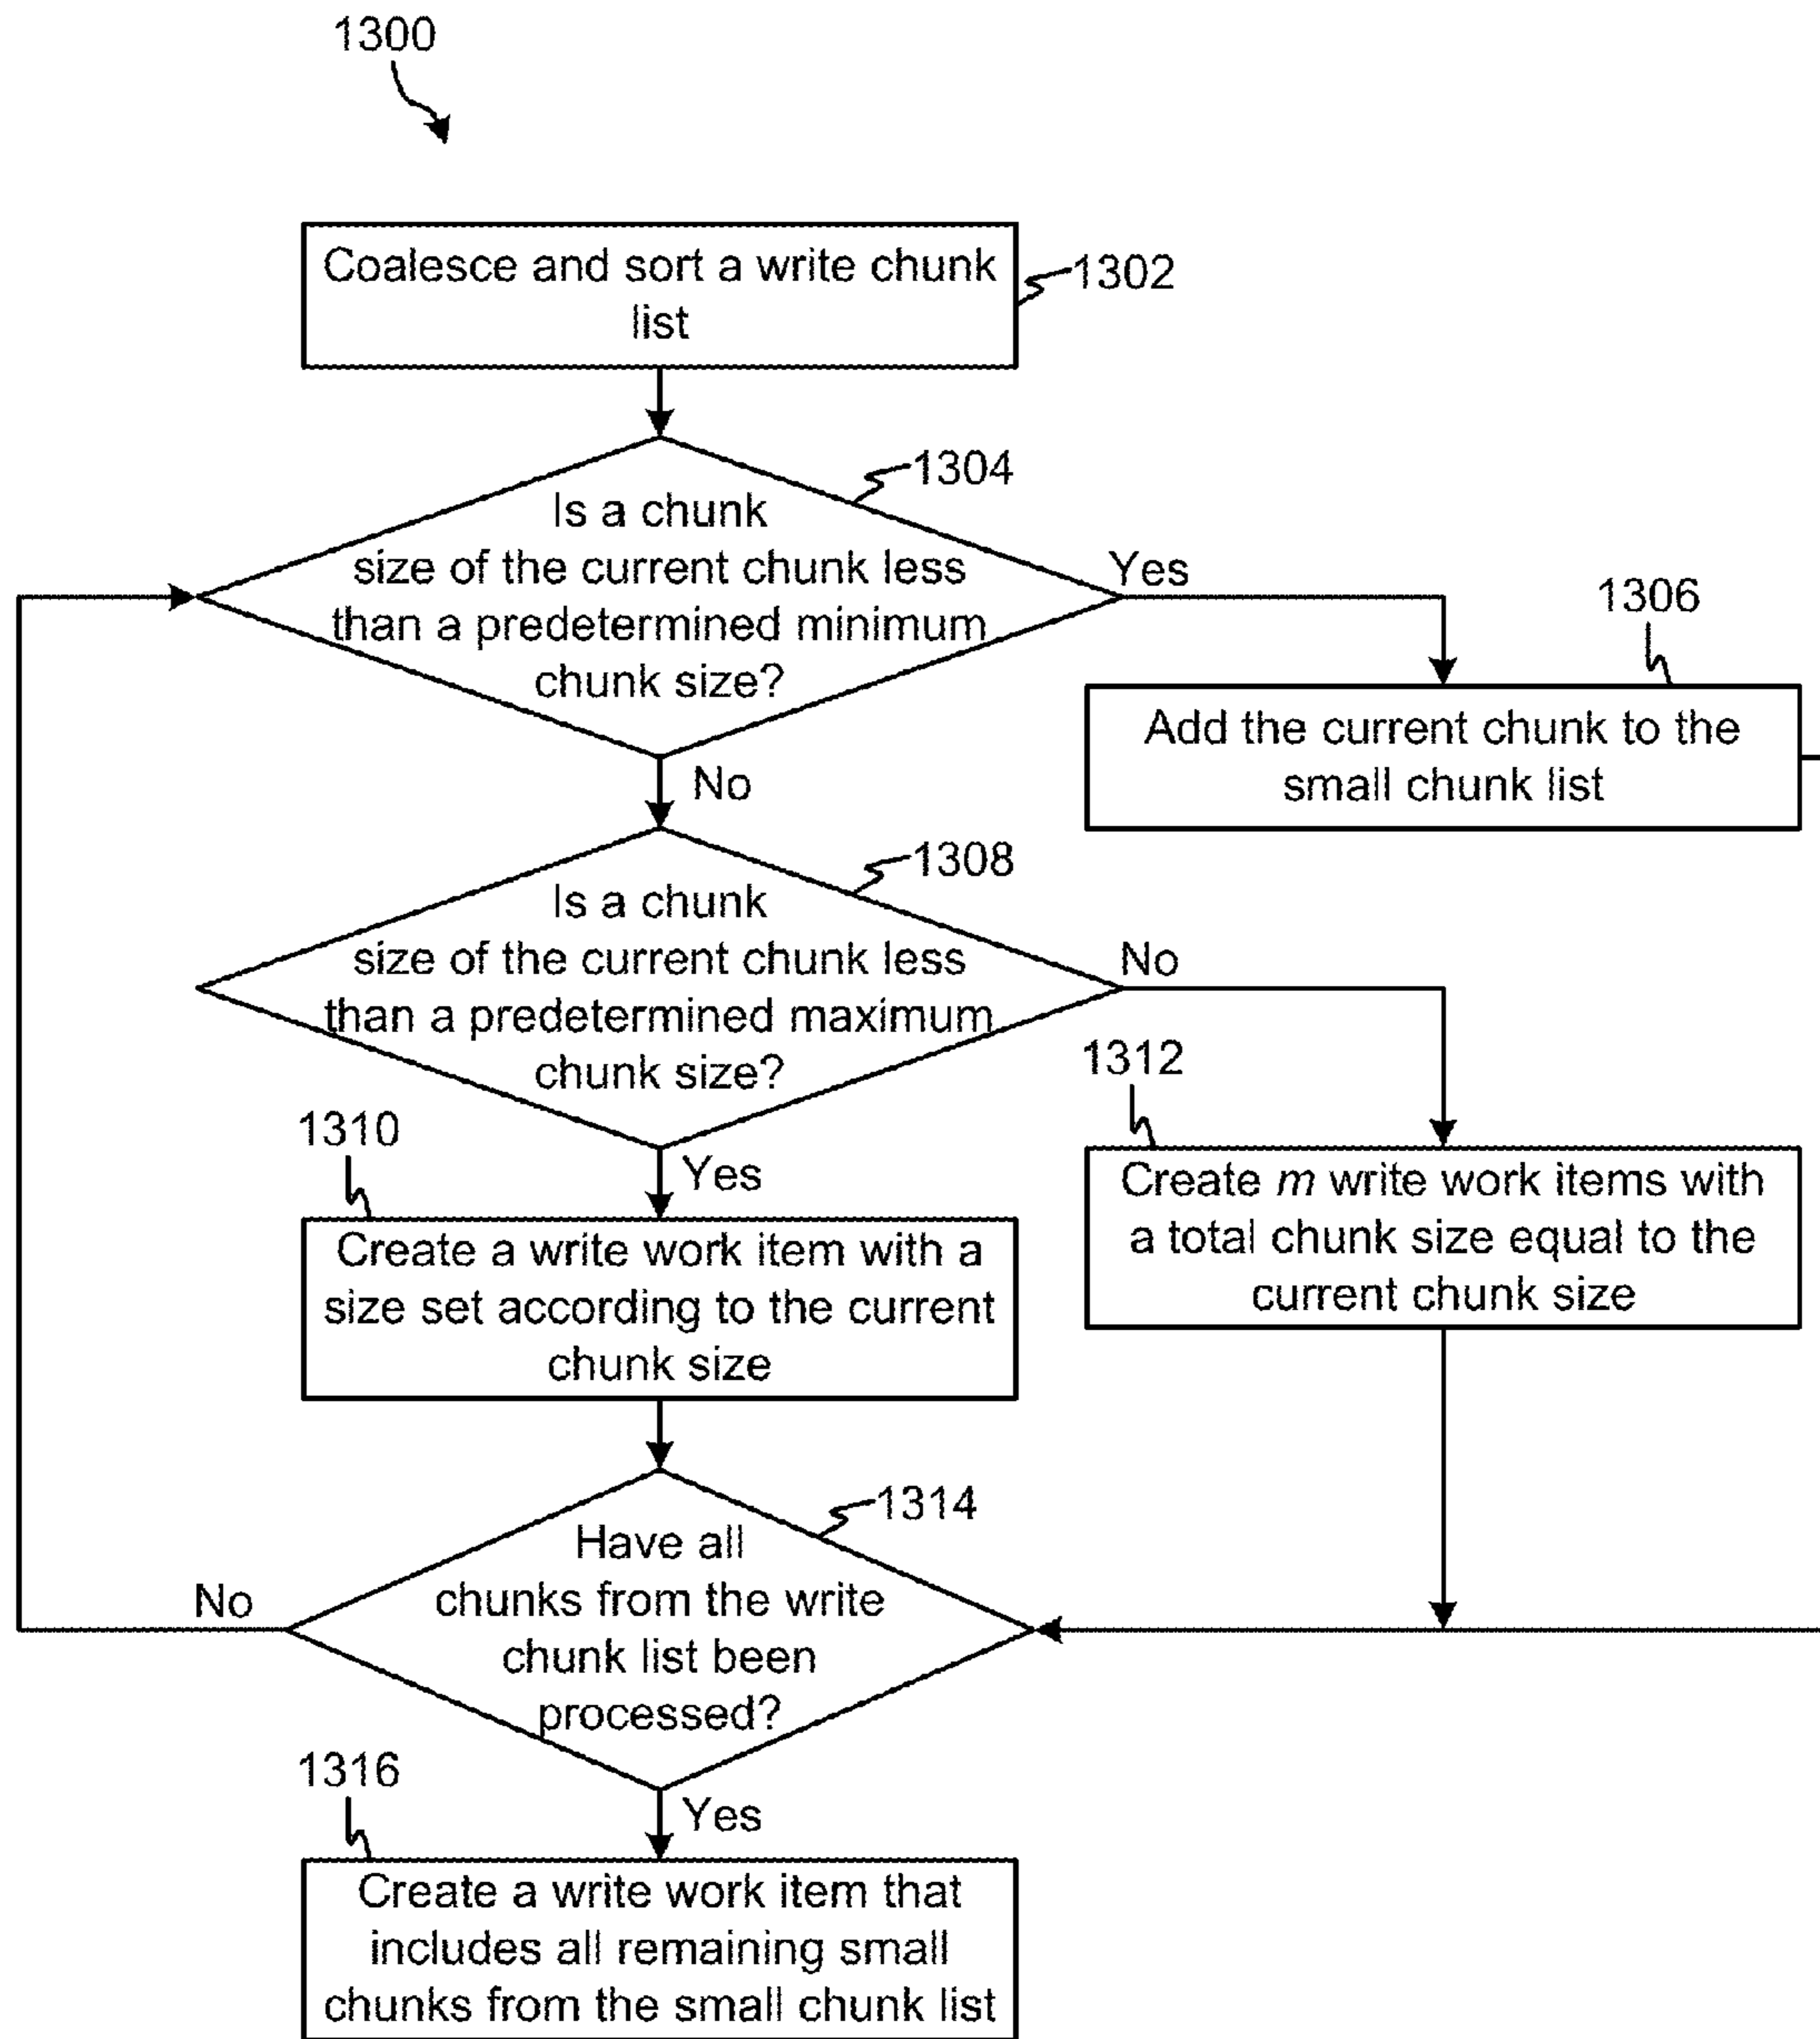 1300
Coalesce and sort a write chunk
list
1302
1304
Is a chunk
size of the current chunk less
than a predetermined minimum
chunk size?
Yes
No
1306
Add the current chunk to the
small chunk list
1308
Is a chunk
size of the current chunk less
than a predetermined maximum
chunk size?
No
Yes
1310
Create a write work item with a
size set according to the current
chunk size
1312
Create m write work items with
a total chunk size equal to the
current chunk size
1314
Have all
chunks from the write
chunk list been
processed?
No
Yes
1316
Create a write work item that
includes all remaining small
chunks from the small chunk list